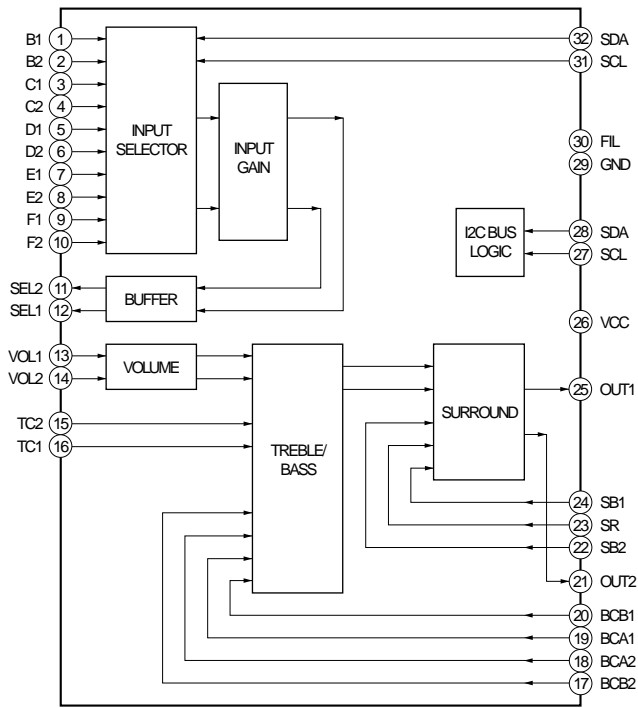 B1 1
B2 2
C1 3
C2 4
D1 5
D2 6
E1 7
E2 8
F1 9
F2 10
SEL2 11
SEL1 12
VOL1 13
VOL2 14
TC2 15
TC1 16
INPUT
SELECTOR
INPUT
GAIN
BUFFER
VOLUME
TREBLE/
BASS
SURROUND
I2C BUS
LOGIC
32 SDA
31 SCL
30 FIL
29 GND
28 SDA
27 SCL
26 VCC
25 OUT1
24 SB1
23 SR
22 SB2
21 OUT2
20 BCB1
19 BCA1
18 BCA2
17 BCB2